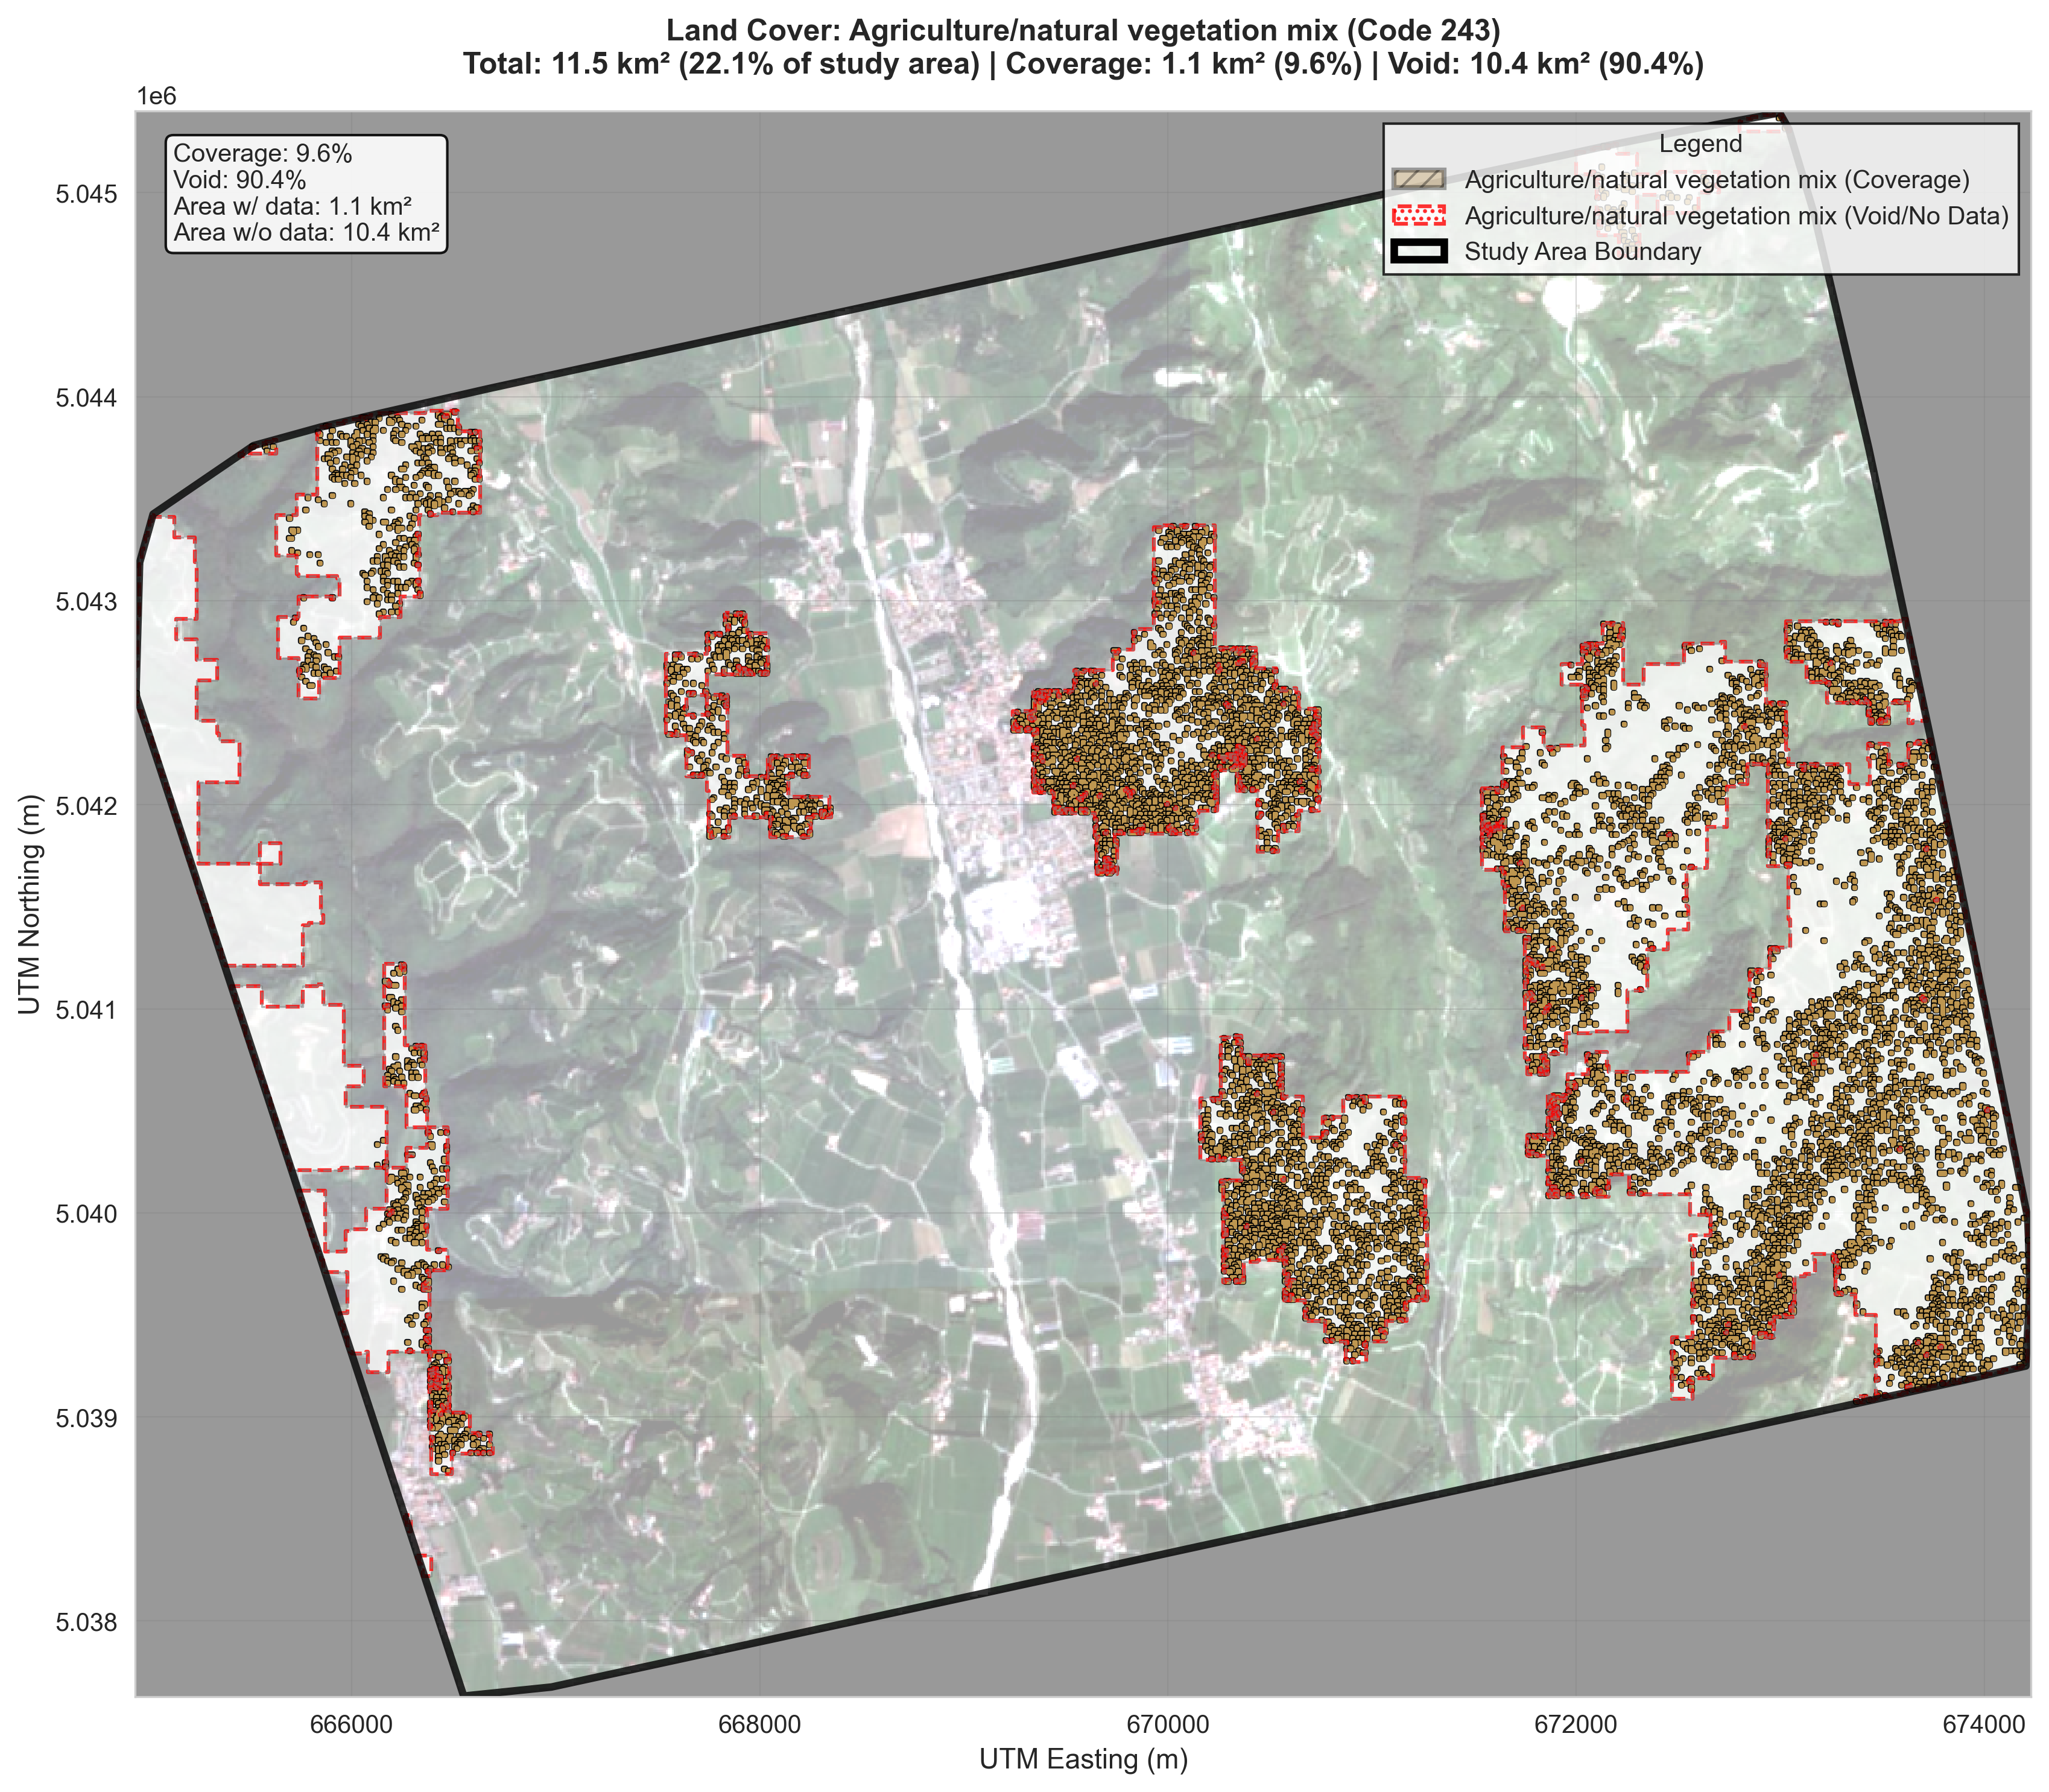 Land Cover: Agriculture/natural vegetation mix (Code 243)
Total: 11.5 km² (22.1% of study area) | Coverage: 1.1 km² (9.6%) | Void: 10.4 km² (90.4%)
1e6
Coverage: 9.6%
Void: 90.4%
Area w/ data: 1.1 km²
Area w/o data: 10.4 km²
Legend
Agriculture/natural vegetation mix (Coverage)
Agriculture/natural vegetation mix (Void/No Data)
Study Area Boundary
5.045
5.044
5.043
5.042
5.041
5.040
5.039
5.038
UTM Northing (m)
666000
668000
670000
672000
674000
UTM Easting (m)